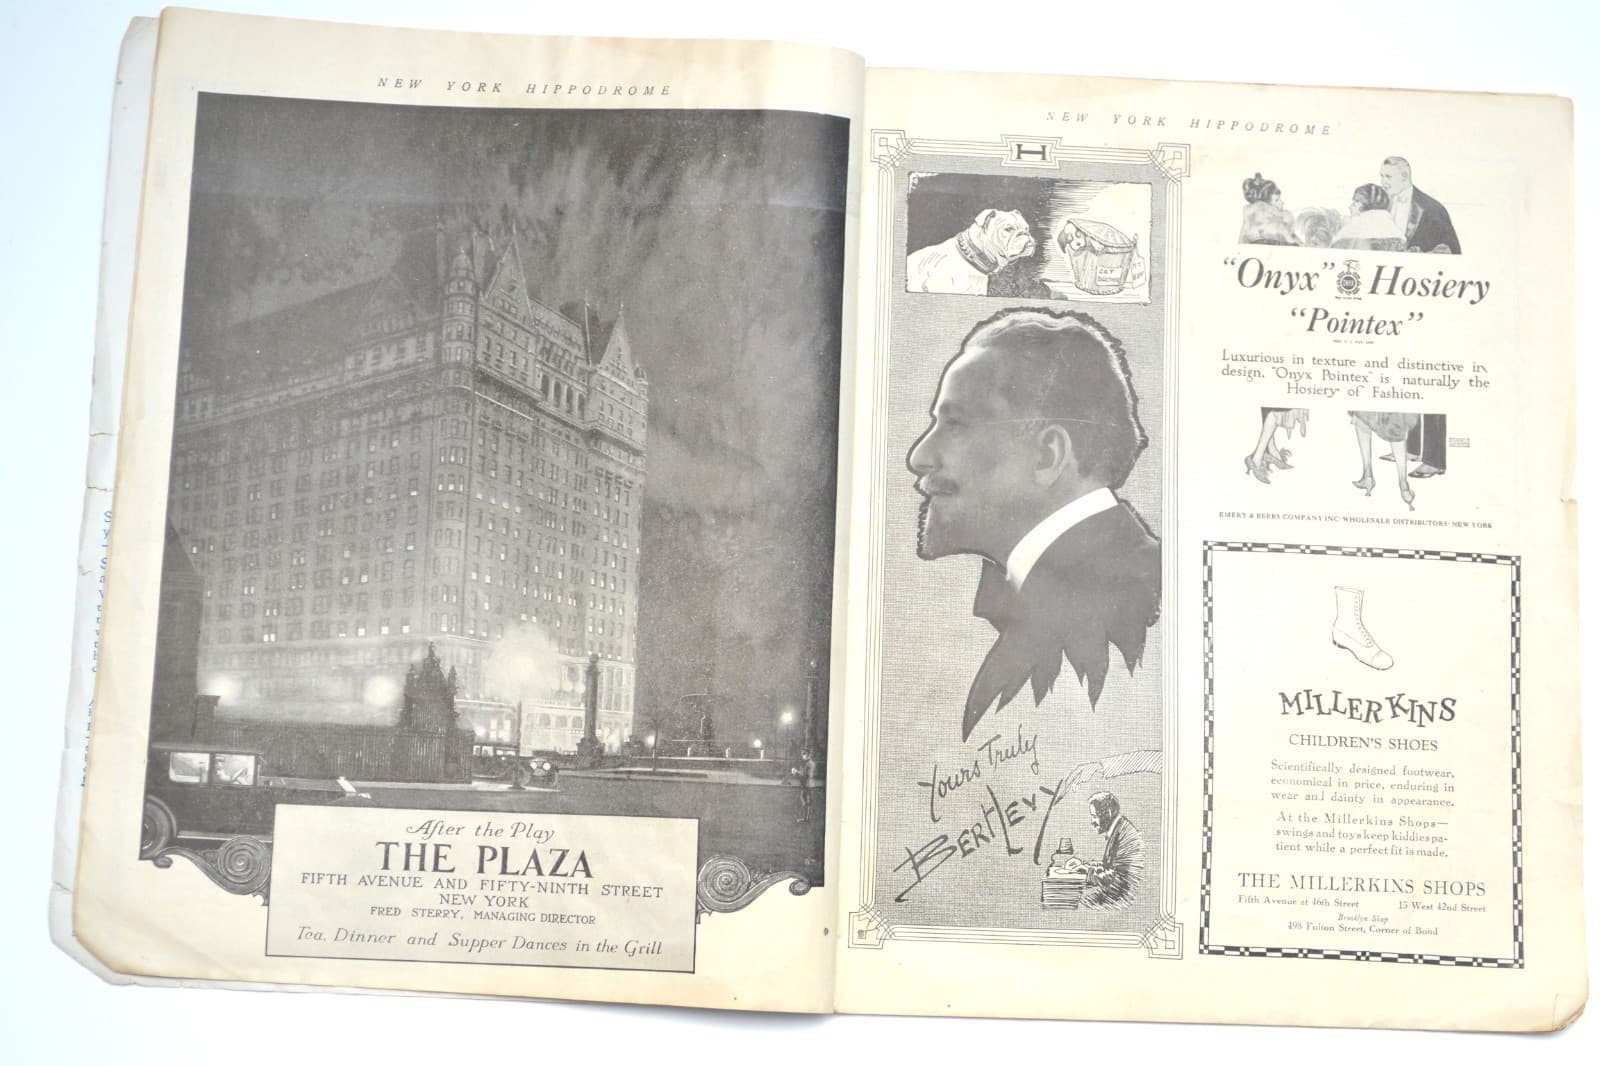 NEW YORK HIPPODROME
After the Play
THE PLAZA
FIFTH AVENUE AND FIFTY-NINTH STREET
NEW YORK
FRED STERRY, MANAGING DIRECTOR
Tea, Dinner and Supper Dances in the Grill
NEW YORK HIPPODROME
H
GET TOGETHER
Yours Truly
BERT LEVY
"Onyx" Hosiery
"Pointex"
Luxurious in texture and distinctive in
design, "Onyx Pointex" is naturally the
Hosiery of Fashion.
EMERY & BEERS COMPANY INC · WHOLESALE DISTRIBUTORS · NEW YORK
MILLERKINS
CHILDREN'S SHOES
Scientifically designed footwear,
economical in price, enduring in
wear and dainty in appearance.
At the Millerkins Shops—
swings and toys keep kiddies pa-
tient while a perfect fit is made.
THE MILLERKINS SHOPS
Fifth Avenue at 46th Street 15 West 42nd Street
Brooklyn Shop
498 Fulton Street, Corner of Bond